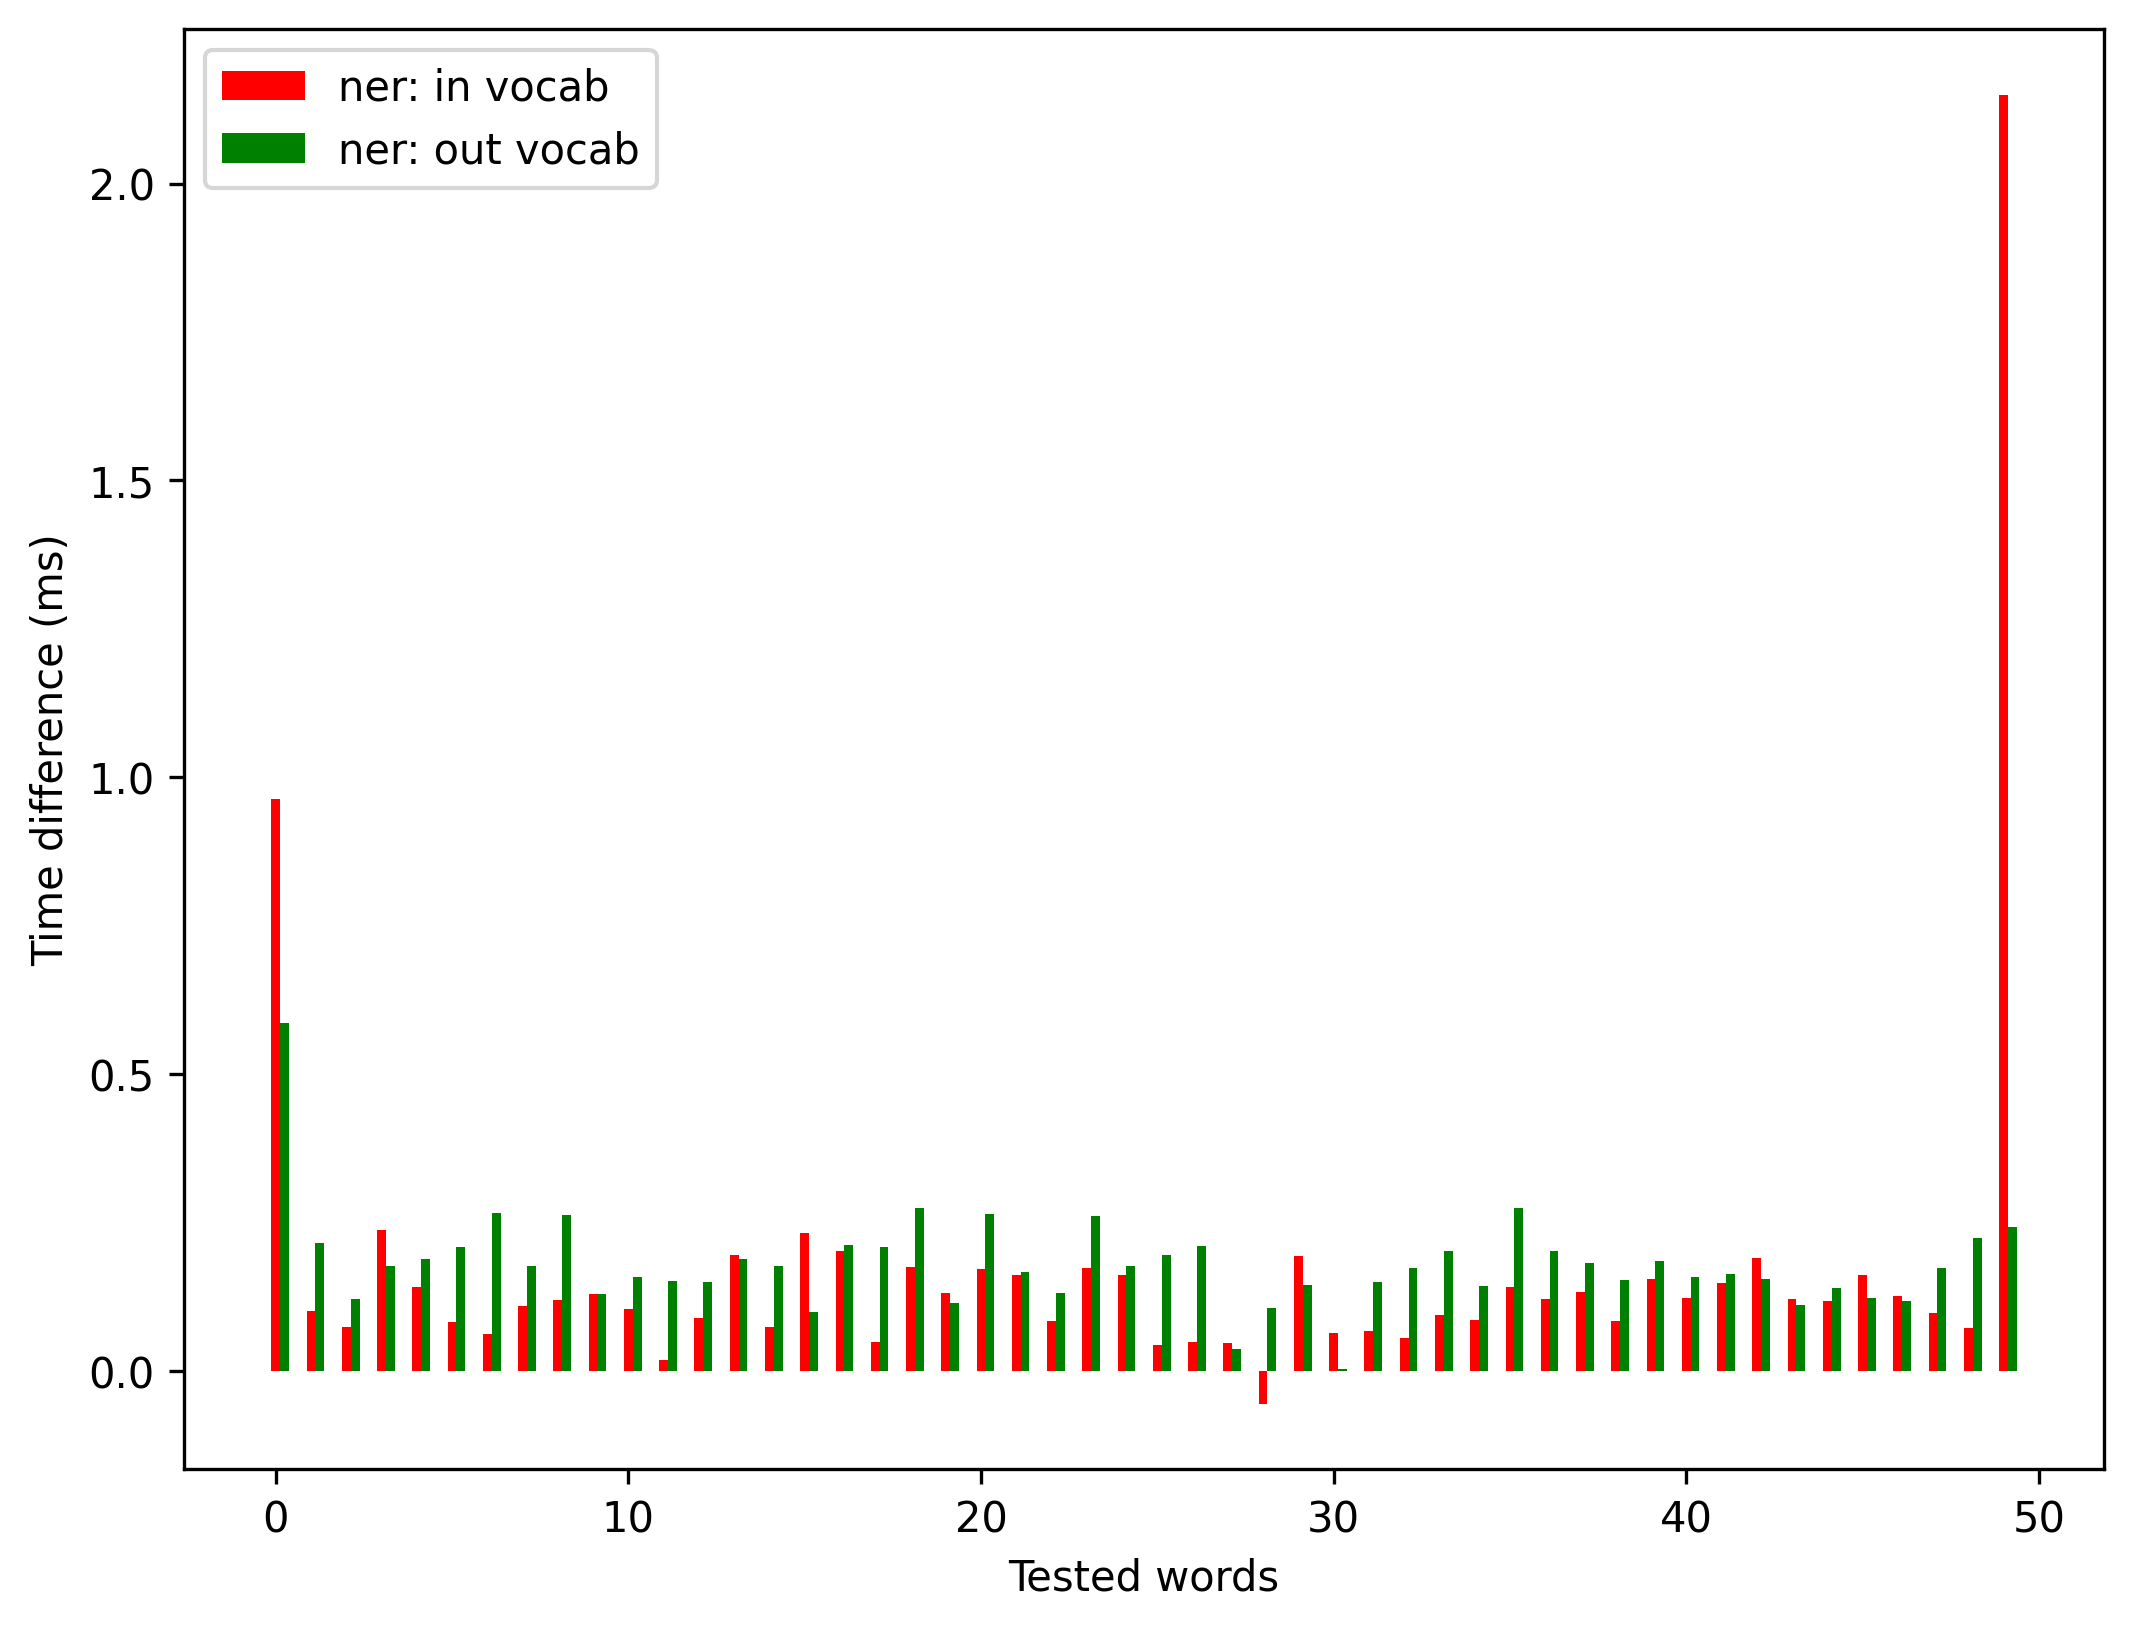 ner: in vocab
ner: out vocab
2.0
1.5
1.0
0.5
0.0
Time difference (ms)
0 10 20 30 40 50
Tested words